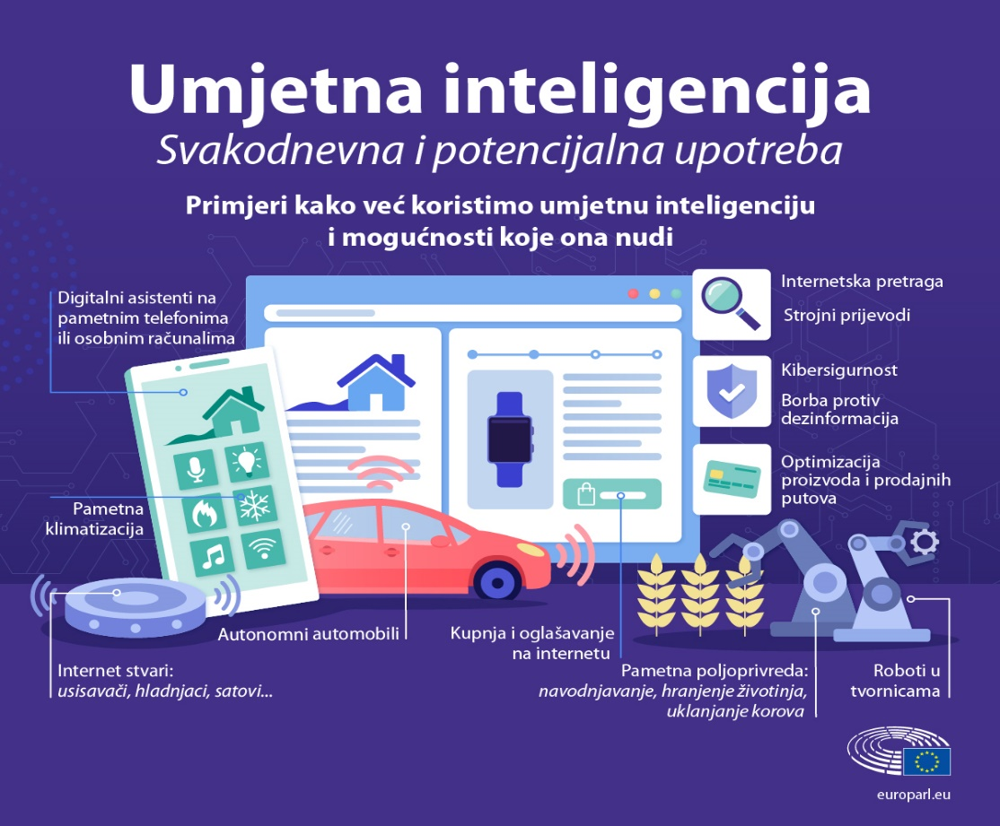 Umjetna inteligencija
Svakodnevna i potencijalna upotreba
Primjeri kako već koristimo umjetnu inteligenciju
i mogućnosti koje ona nudi
Digitalni asistenti na
pametnim telefonima
ili osobnim računalima
Internetska pretraga
Strojni prijevodi
Kibersigurnost
Borba protiv
dezinformacija
Optimizacija
proizvoda i prodajnih
putova
Pametna
klimatizacija
Autonomni automobili
Kupnja i oglašavanje
na internetu
Internet stvari:
usisavači, hladnjaci, satovi...
Pametna poljoprivreda:
navodnjavanje, hranjenje životinja,
uklanjanje korova
Roboti u
tvornicama
europarl.eu